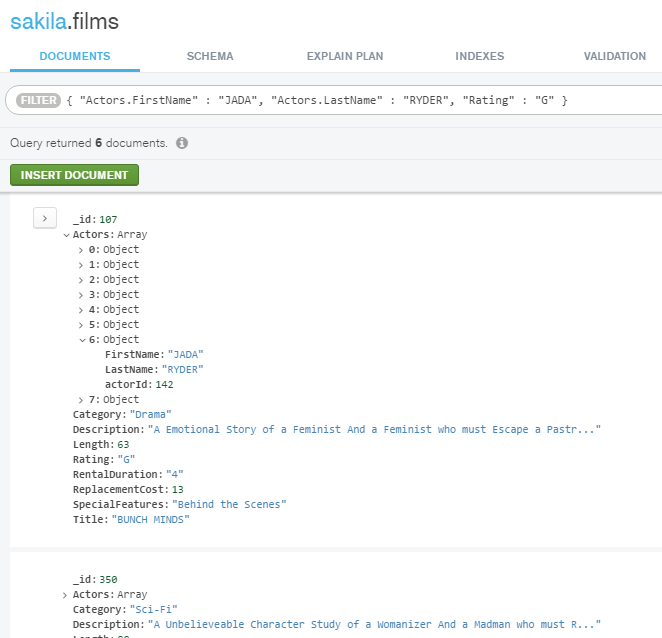 sakila.films
DOCUMENTS SCHEMA EXPLAIN PLAN INDEXES VALIDATION
FILTER { "Actors.FirstName" : "JADA", "Actors.LastName" : "RYDER", "Rating" : "G" }
Query returned 6 documents. i
INSERT DOCUMENT
_id: 107
Actors: Array
0: Object
1: Object
2: Object
3: Object
4: Object
5: Object
6: Object
FirstName: "JADA"
LastName: "RYDER"
actorId: 142
7: Object
Category: "Drama"
Description: "A Emotional Story of a Feminist And a Feminist who must Escape a Pastr..."
Length: 63
Rating: "G"
RentalDuration: "4"
ReplacementCost: 13
SpecialFeatures: "Behind the Scenes"
Title: "BUNCH MINDS"
_id: 350
Actors: Array
Category: "Sci-Fi"
Description: "A Unbelieveable Character Study of a Womanizer And a Madman who must R..."